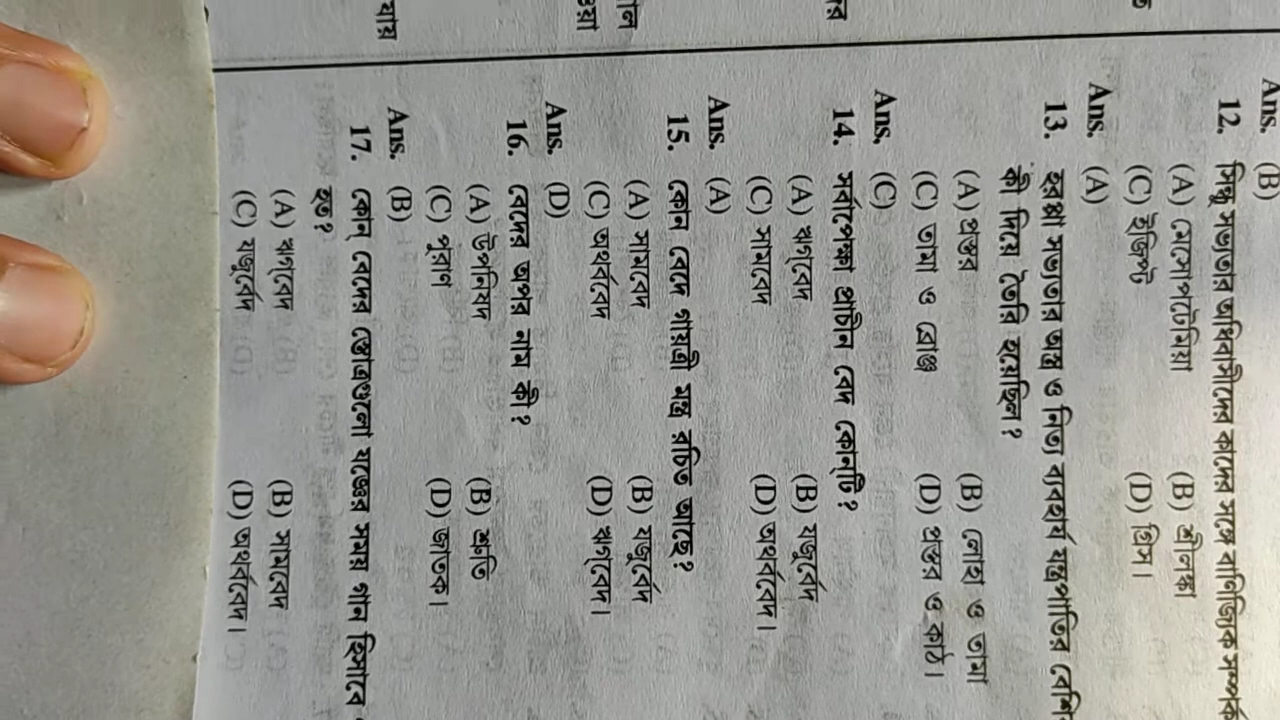 Ans. (B)
12. সিন্ধু সভ্যতার অধিবাসীদের কাদের সঙ্গে বাণিজ্যিক সম্পর্ক
(A) মেসোপটেমিয়া (B) শ্রীলঙ্কা
(C) ইজিপ্ট (D) গ্রিস।
Ans. (A)
13. হরপ্পা সভ্যতার অস্ত্র ও নিত্য ব্যবহার্য যন্ত্রপাতির
কী দিয়ে তৈরি হয়েছিল?
(A) প্রস্তর (B) লোহা ও তামা
(C) তামা ও ব্রোঞ্জ (D) প্রস্তর ও কাঠ।
Ans. (C)
14. সর্বাপেক্ষা প্রাচীন বেদ কোন্‌টি?
(A) ঋগ্‌বেদ (B) যজুর্বেদ
(C) সামবেদ (D) অথর্ববেদ।
Ans. (A)
15. কোন বেদে গায়ত্রী মন্ত্র রচিত আছে?
(A) সামবেদ (B) যজুর্বেদ
(C) অথর্ববেদ (D) ঋগ্‌বেদ।
Ans. (D)
16. বেদের অপর নাম কী?
(A) উপনিষদ (B) শ্রুতি
(C) পুরাণ (D) জাতক।
Ans. (B)
17. কোন্ বেদের স্তোত্রগুলো যজ্ঞের সময় গান হিসাবে
হত?
(A) ঋগ্‌বেদ (B) সামবেদ
(C) যজুর্বেদ (D) অথর্ববেদ।